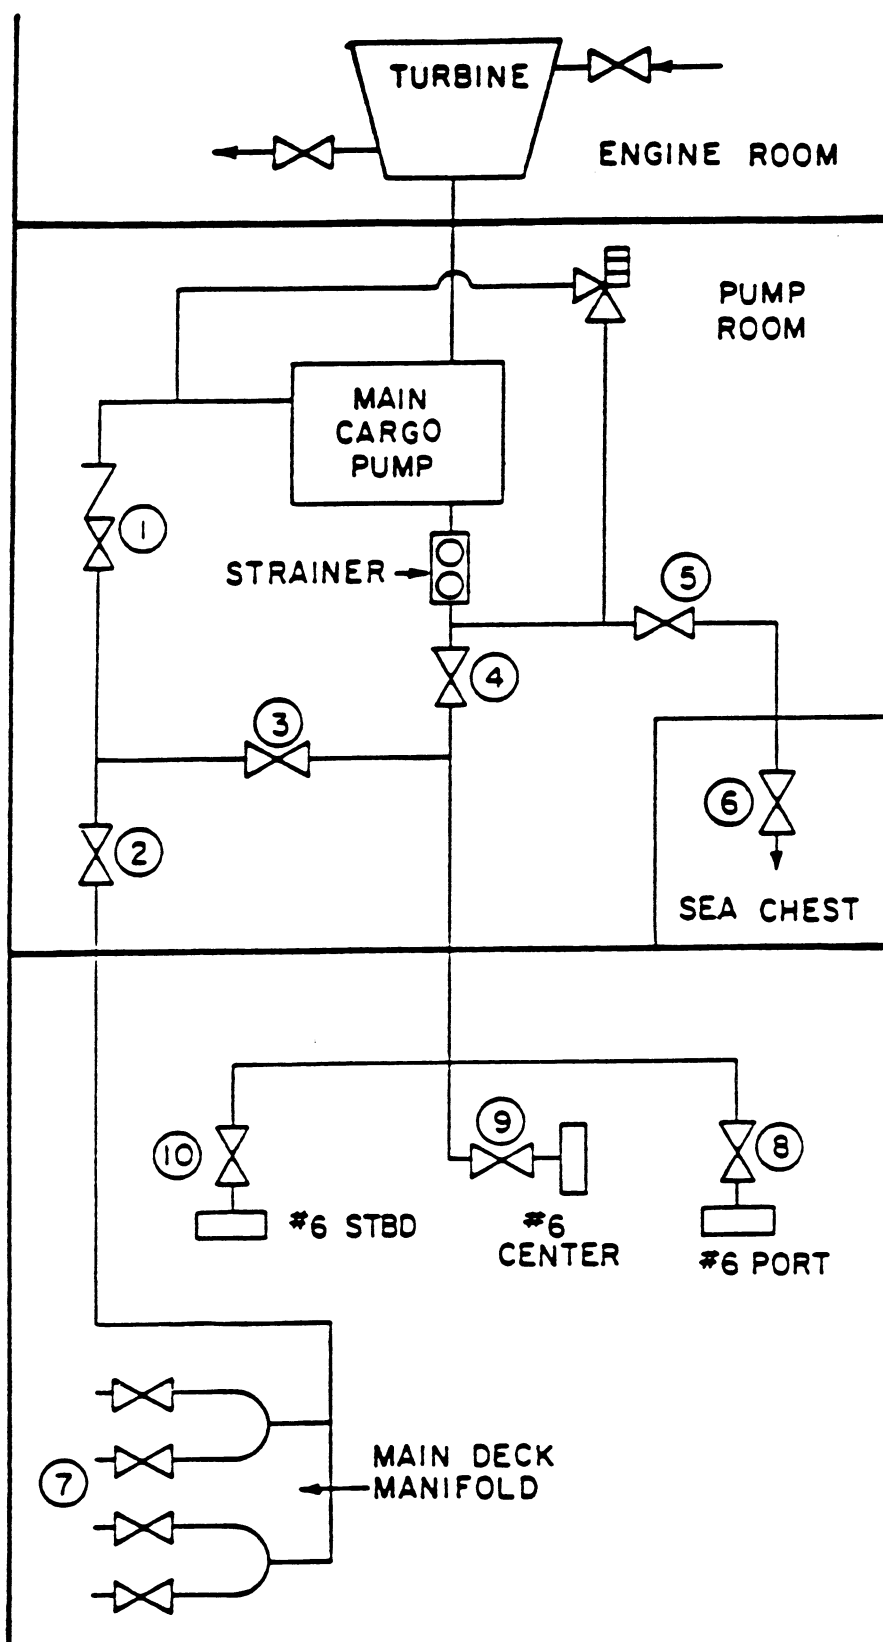 TURBINE
ENGINE ROOM
PUMP
ROOM
MAIN
CARGO
PUMP
1
STRAINER
5
4
3
6
2
SEA CHEST
9
10
8
#6 STBD
#6
CENTER
#6 PORT
MAIN DECK
MANIFOLD
7